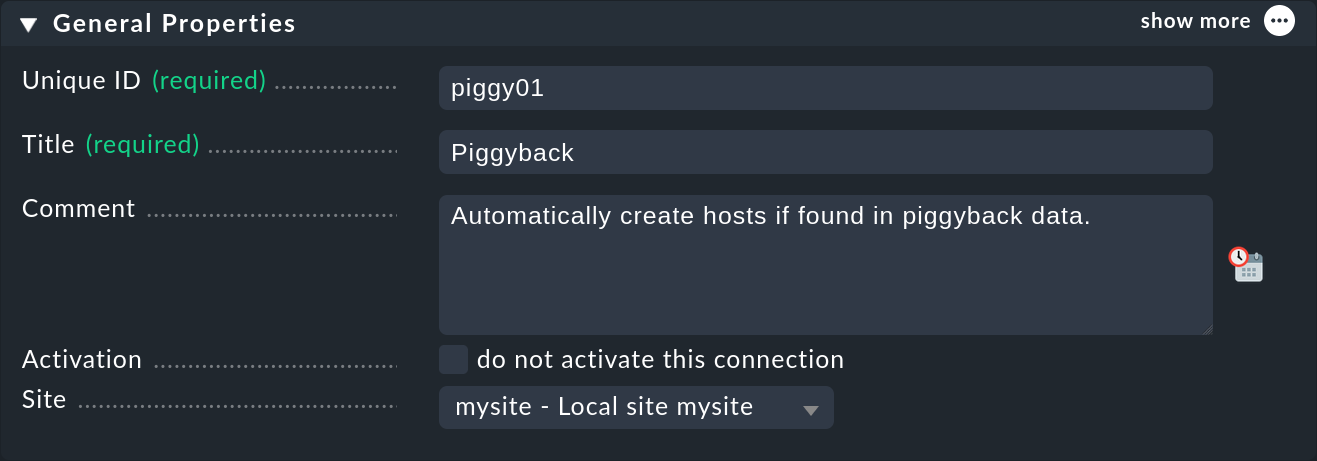 General Properties show more
Unique ID (required) piggy01
Title (required) Piggyback
Comment Automatically create hosts if found in piggyback data.
Activation do not activate this connection
Site mysite - Local site mysite